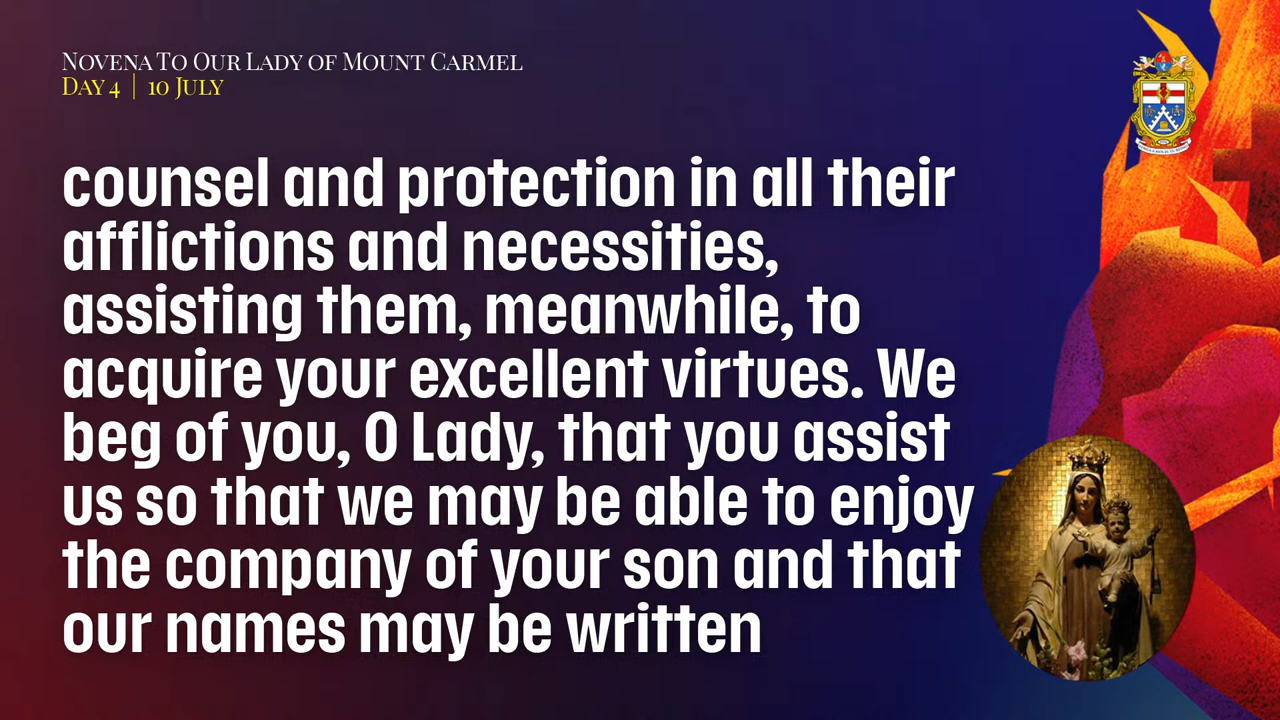 Novena To Our Lady of Mount Carmel
Day 4 | 10 July
counsel and protection in all their
afflictions and necessities,
assisting them, meanwhile, to
acquire your excellent virtues. We
beg of you, O Lady, that you assist
us so that we may be able to enjoy
the company of your son and that
our names may be written